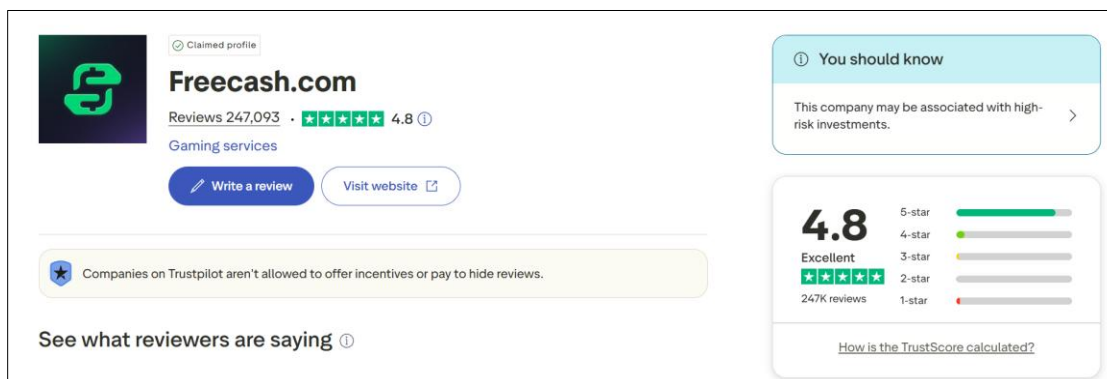 Claimed profile
Freecash.com
Reviews 247,093 • 4.8
Gaming services
Write a review
Visit website
Companies on Trustpilot aren't allowed to offer incentives or pay to hide reviews.
See what reviewers are saying
You should know
This company may be associated with high-
risk investments.
4.8
Excellent
247K reviews
5-star
4-star
3-star
2-star
1-star
How is the TrustScore calculated?